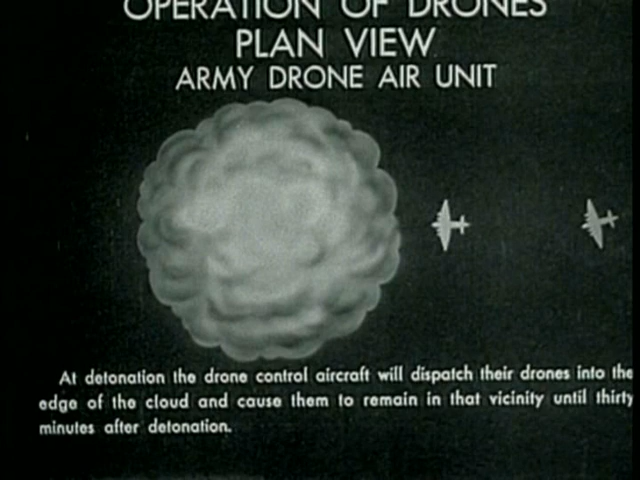 OPERATION OF DRONES
PLAN VIEW
ARMY DRONE AIR UNIT
At detonation the drone control aircraft will dispatch their drones into the
edge of the cloud and cause them to remain in that vicinity until thirty
minutes after detonation.